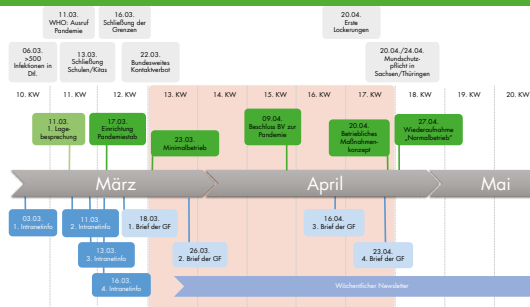 11.03.
WHO: Ausruf
Pandemie
16.03.
Schließung der
Grenzen
20.04.
Erste
Lockerungen
06.03.
>500
Infektionen in
Dtl.
13.03.
Schließung
Schulen/Kitas
22.03.
Bundesweites
Kontaktverbot
20.04./24.04.
Mundschutz-
pflicht in
Sachsen/Thüringen
10. KW
11. KW
12. KW
13. KW
14. KW
15. KW
16. KW
17. KW
18. KW
19. KW
20. KW
11.03.
1. Lage-
besprechung
17.03.
Einrichtung
Pandemiestab
23.03.
Minimalbetrieb
09.04.
Beschluss BV zur
Pandemie
20.04.
Betriebliches
Maßnahmen-
konzept
27.04.
Wiederaufnahme
„Normalbetrieb"
März
April
Mai
03.03.
1. Intranetinfo
11.03.
2. Intranetinfo
18.03.
1. Brief der GF
16.04.
3. Brief der GF
13.03.
3. Intranetinfo
26.03.
2. Brief der GF
23.04.
4. Brief der GF
16.03.
4. Intranetinfo
Wöchentlicher Newsletter